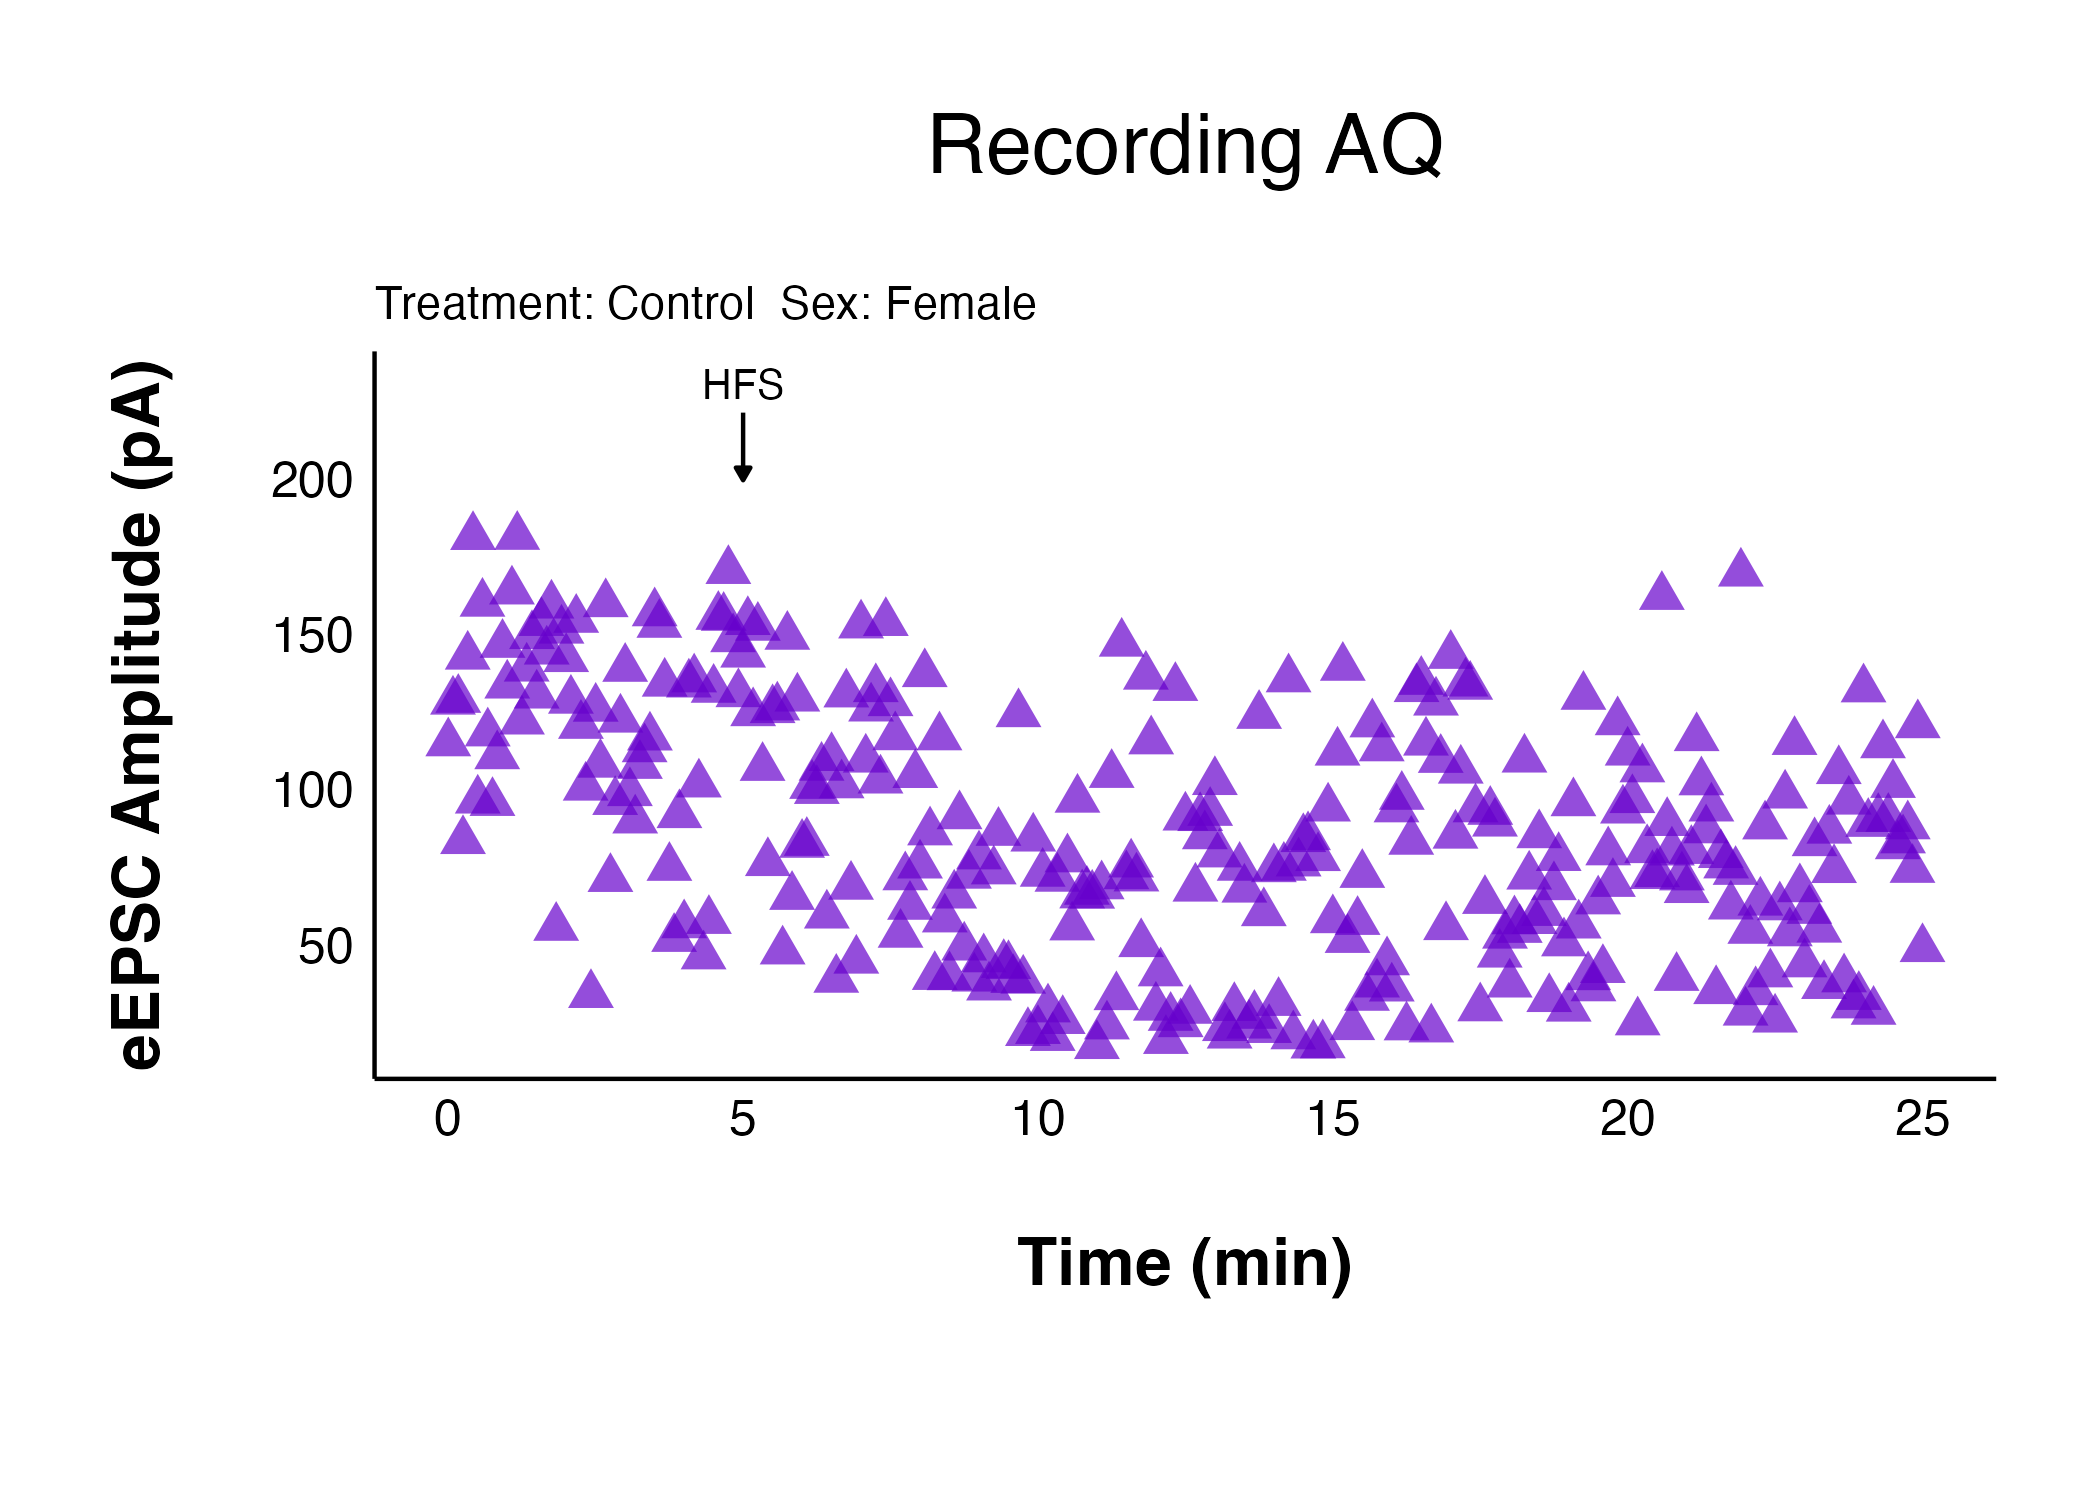 Recording AQ
Treatment: Control  Sex: Female
HFS
eEPSC Amplitude (pA)
200
150
100
50
0 5 10 15 20 25
Time (min)